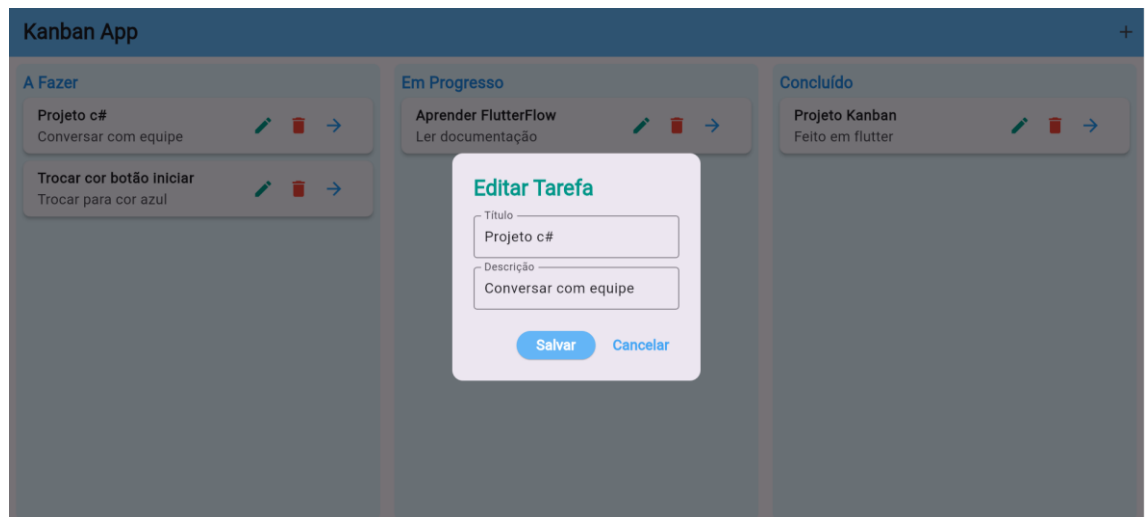 Kanban App
+
A Fazer
Projeto c#
Conversar com equipe
Trocar cor botão iniciar
Trocar para cor azul
Em Progresso
Aprender FlutterFlow
Ler documentação
Concluído
Projeto Kanban
Feito em flutter
Editar Tarefa
Título
Projeto c#
Descrição
Conversar com equipe
Salvar Cancelar